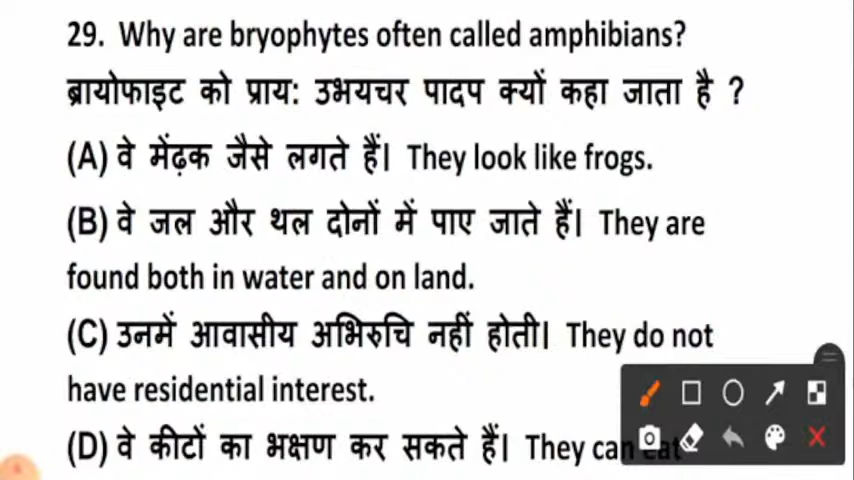 29. Why are bryophytes often called amphibians?
ब्रायोफाइट को प्राय: उभयचर पादप क्यों कहा जाता है ?
(A) वे मेंढ़क जैसे लगते हैं। They look like frogs.
(B) वे जल और थल दोनों में पाए जाते हैं। They are
found both in water and on land.
(C) उनमें आवासीय अभिरुचि नहीं होती। They do not
have residential interest.
(D) वे कीटों का भक्षण कर सकते हैं। They can eat